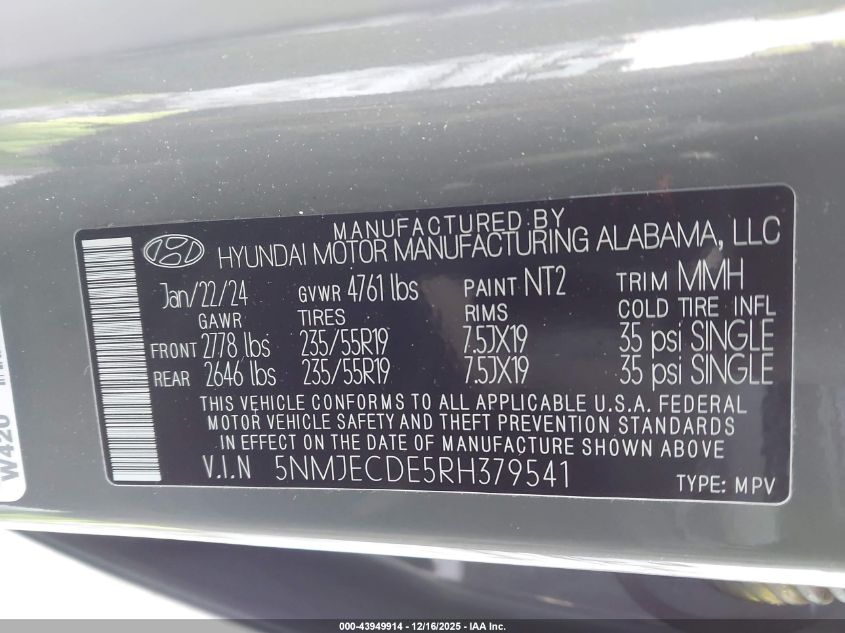 MANUFACTURED BY
HYUNDAI MOTOR MANUFACTURING ALABAMA, LLC
Jan/22/24 GVWR 4761 lbs PAINT NT2 TRIM MMH
GAWR TIRES RIMS COLD TIRE INFL
FRONT 2778 lbs 235/55R19 7.5JX19 35 psi SINGLE
REAR 2646 lbs 235/55R19 7.5JX19 35 psi SINGLE
THIS VEHICLE CONFORMS TO ALL APPLICABLE U.S.A. FEDERAL
MOTOR VEHICLE SAFETY AND THEFT PREVENTION STANDARDS
IN EFFECT ON THE DATE OF MANUFACTURE SHOWN ABOVE.
V.I.N 5NMJECDE5RH379541 TYPE: MPV
W420
000-43949914 - 12/16/2025 - IAA Inc.